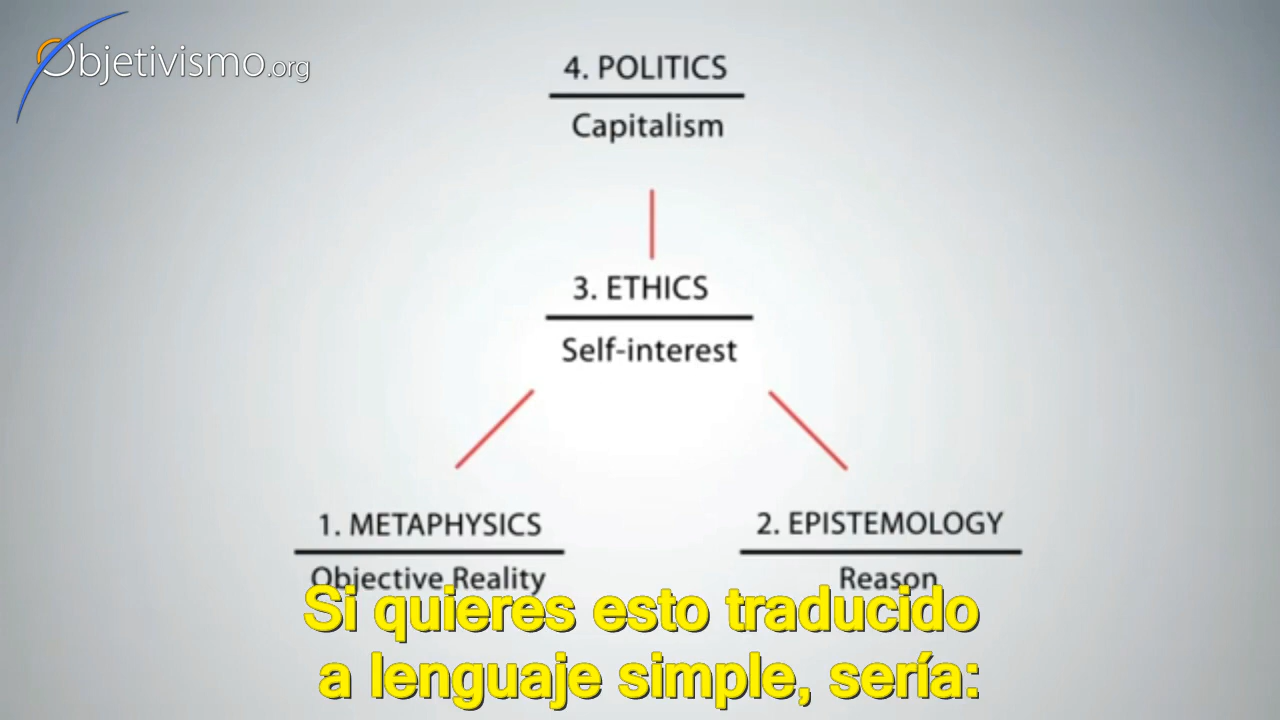 Objetivismo.org
4. POLITICS
Capitalism
3. ETHICS
Self-interest
1. METAPHYSICS
Objective Reality
2. EPISTEMOLOGY
Reason
Si quieres esto traducido
a lenguaje simple, sería: